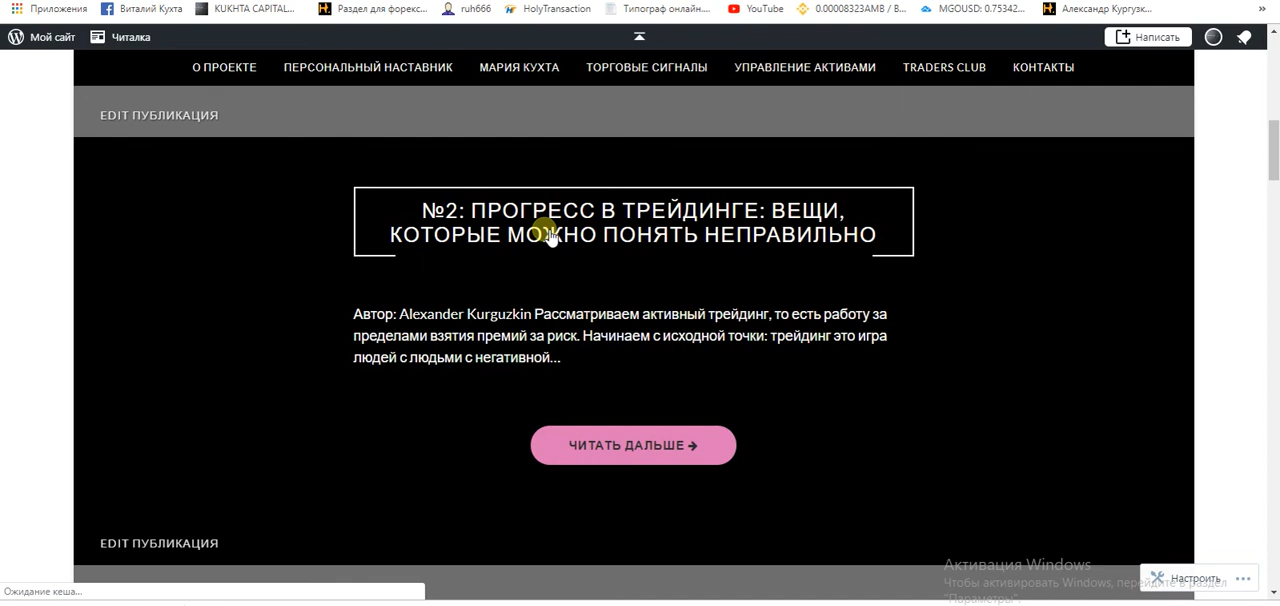 Приложения Виталий Кухта KUKHTA CAPITAL... Раздел для форекс... ruh666 HolyTransaction Типограф онлайн.... YouTube 0.00008323AMB / B... MGOUSD: 0.75342... Александр Кургузк... »
Мой сайт Читалка Написать
О ПРОЕКТЕ ПЕРСОНАЛЬНЫЙ НАСТАВНИК МАРИЯ КУХТА ТОРГОВЫЕ СИГНАЛЫ УПРАВЛЕНИЕ АКТИВАМИ TRADERS CLUB КОНТАКТЫ
EDIT ПУБЛИКАЦИЯ
№2: ПРОГРЕСС В ТРЕЙДИНГЕ: ВЕЩИ,
КОТОРЫЕ МОЖНО ПОНЯТЬ НЕПРАВИЛЬНО
Автор: Alexander Kurguzkin Рассматриваем активный трейдинг, то есть работу за
пределами взятия премий за риск. Начинаем с исходной точки: трейдинг это игра
людей с людьми с негативной...
ЧИТАТЬ ДАЛЬШЕ →
EDIT ПУБЛИКАЦИЯ
Активация Windows
Чтобы активировать Windows, перейдите в раздел
"Параметры".
Настроить ...
Ожидание кеша...